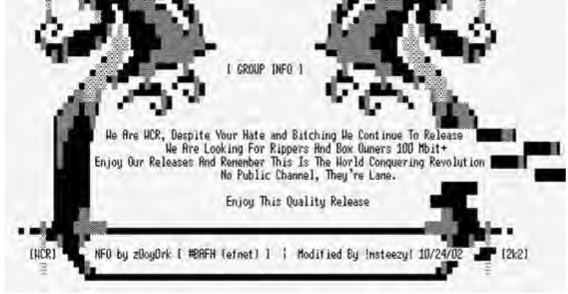 [ GROUP INFO ]
We Are WCR, Despite Your Hate and Bitching We Continue To Release
We Are Looking For Rippers And Box Owners 100 Mbit+
Enjoy Our Releases And Remember This Is The World Conquering Revolution
No Public Channel, They're Lame.
Enjoy This Quality Release
[WCR] NFO by z0oyOrk [ #BAFH (efnet) ] ¦ Modified By !nsteezy! 10/24/02 [2k2]